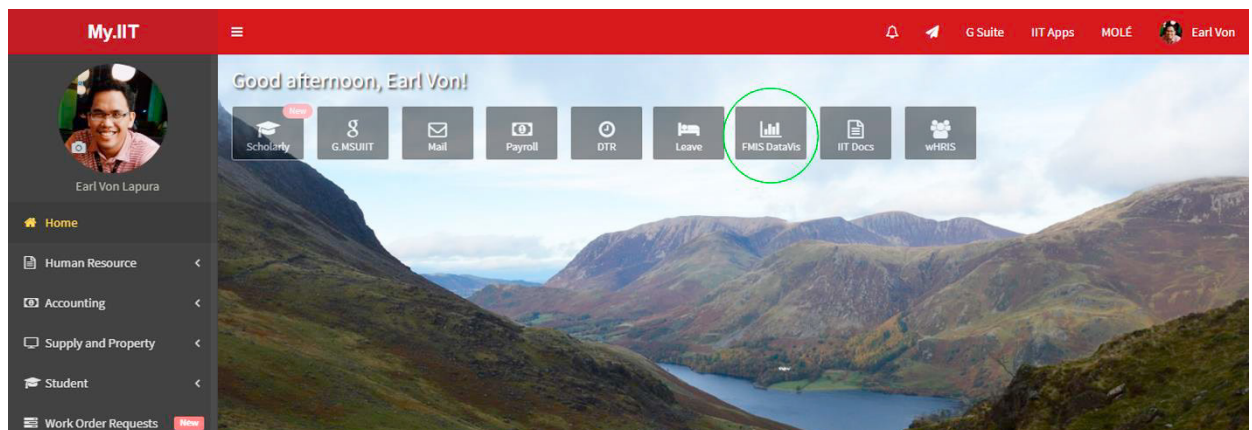 My.IIT
G Suite IIT Apps MOLÉ Earl Von
Good afternoon, Earl Von!
New
Scholarly G.MSUIIT Mail Payroll DTR Leave FMIS DataVis IIT Docs wHRIS
Earl Von Lapura
Home
Human Resource
Accounting
Supply and Property
Student
Work Order Requests New